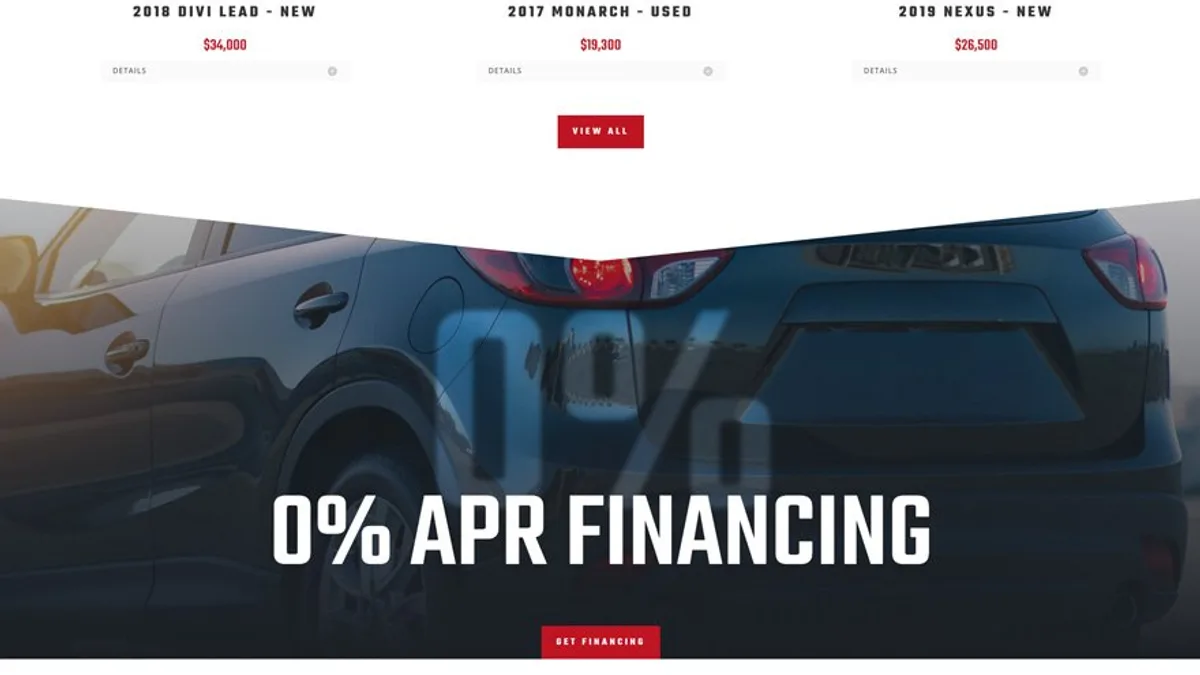 2018 DIVI LEAD - NEW
$34,000
DETAILS
2017 MONARCH - USED
$19,300
DETAILS
2019 NEXUS - NEW
$26,500
DETAILS
VIEW ALL
0%
0% APR FINANCING
GET FINANCING